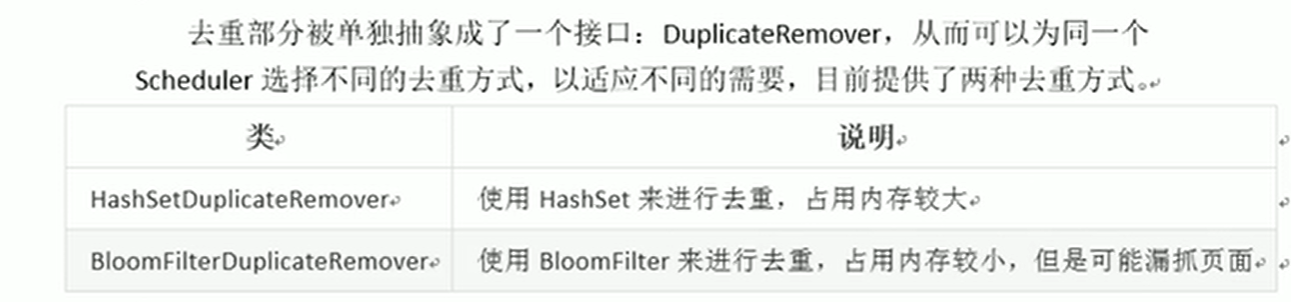 去重部分被单独抽象成了一个接口：DuplicateRemover，从而可以为同一个
Scheduler 选择不同的去重方式，以适应不同的需要，目前提供了两种去重方式。
类 说明
HashSetDuplicateRemover 使用 HashSet 来进行去重，占用内存较大
BloomFilterDuplicateRemover 使用 BloomFilter 来进行去重，占用内存较小，但是可能漏抓页面